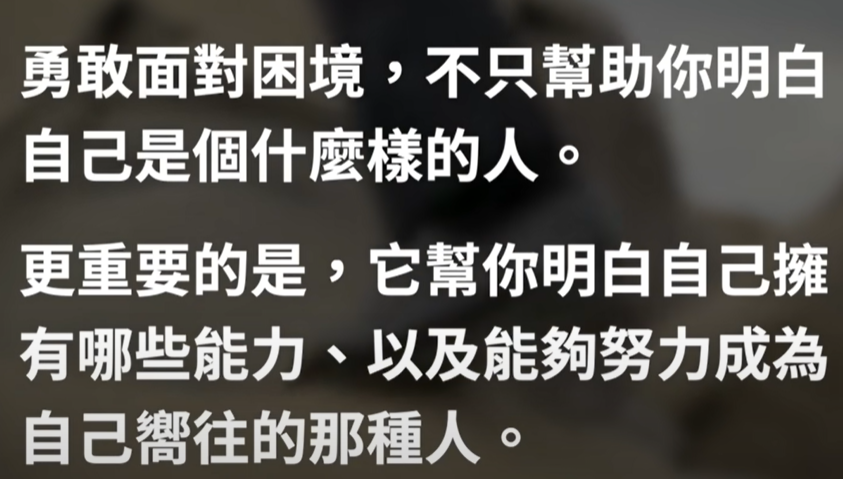 勇敢面對困境，不只幫助你明白
自己是個什麼樣的人。
更重要的是，它幫你明白自己擁
有哪些能力、以及能夠努力成為
自己嚮往的那種人。